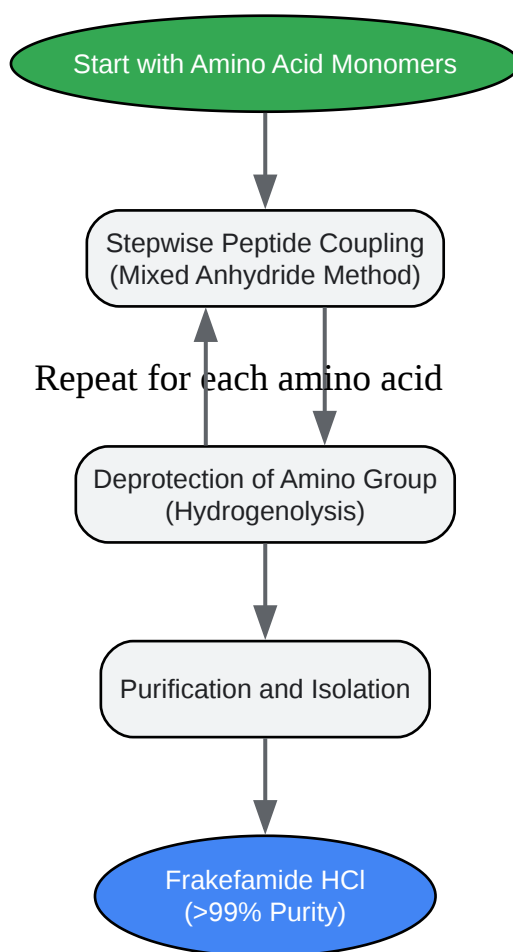 Start with Amino Acid Monomers
Stepwise Peptide Coupling
(Mixed Anhydride Method)
Repeat for each amino acid
Deprotection of Amino Group
(Hydrogenolysis)
Purification and Isolation
Frakefamide HCl
(>99% Purity)